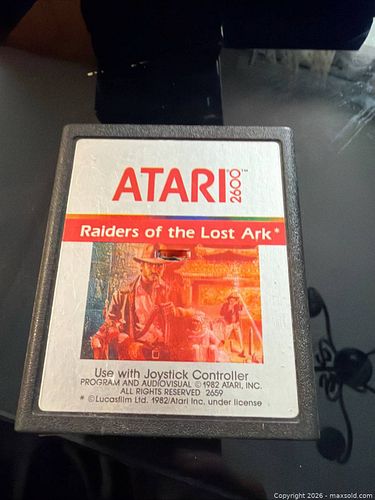 ATARI 2600™
Raiders of the Lost Ark*
Use with Joystick Controller
PROGRAM AND AUDIOVISUAL © 1982 ATARI, INC.
ALL RIGHTS RESERVED 2659
* ©Lucasfilm Ltd. 1982/Atari Inc. under license
Copyright 2026 - maxsold.com